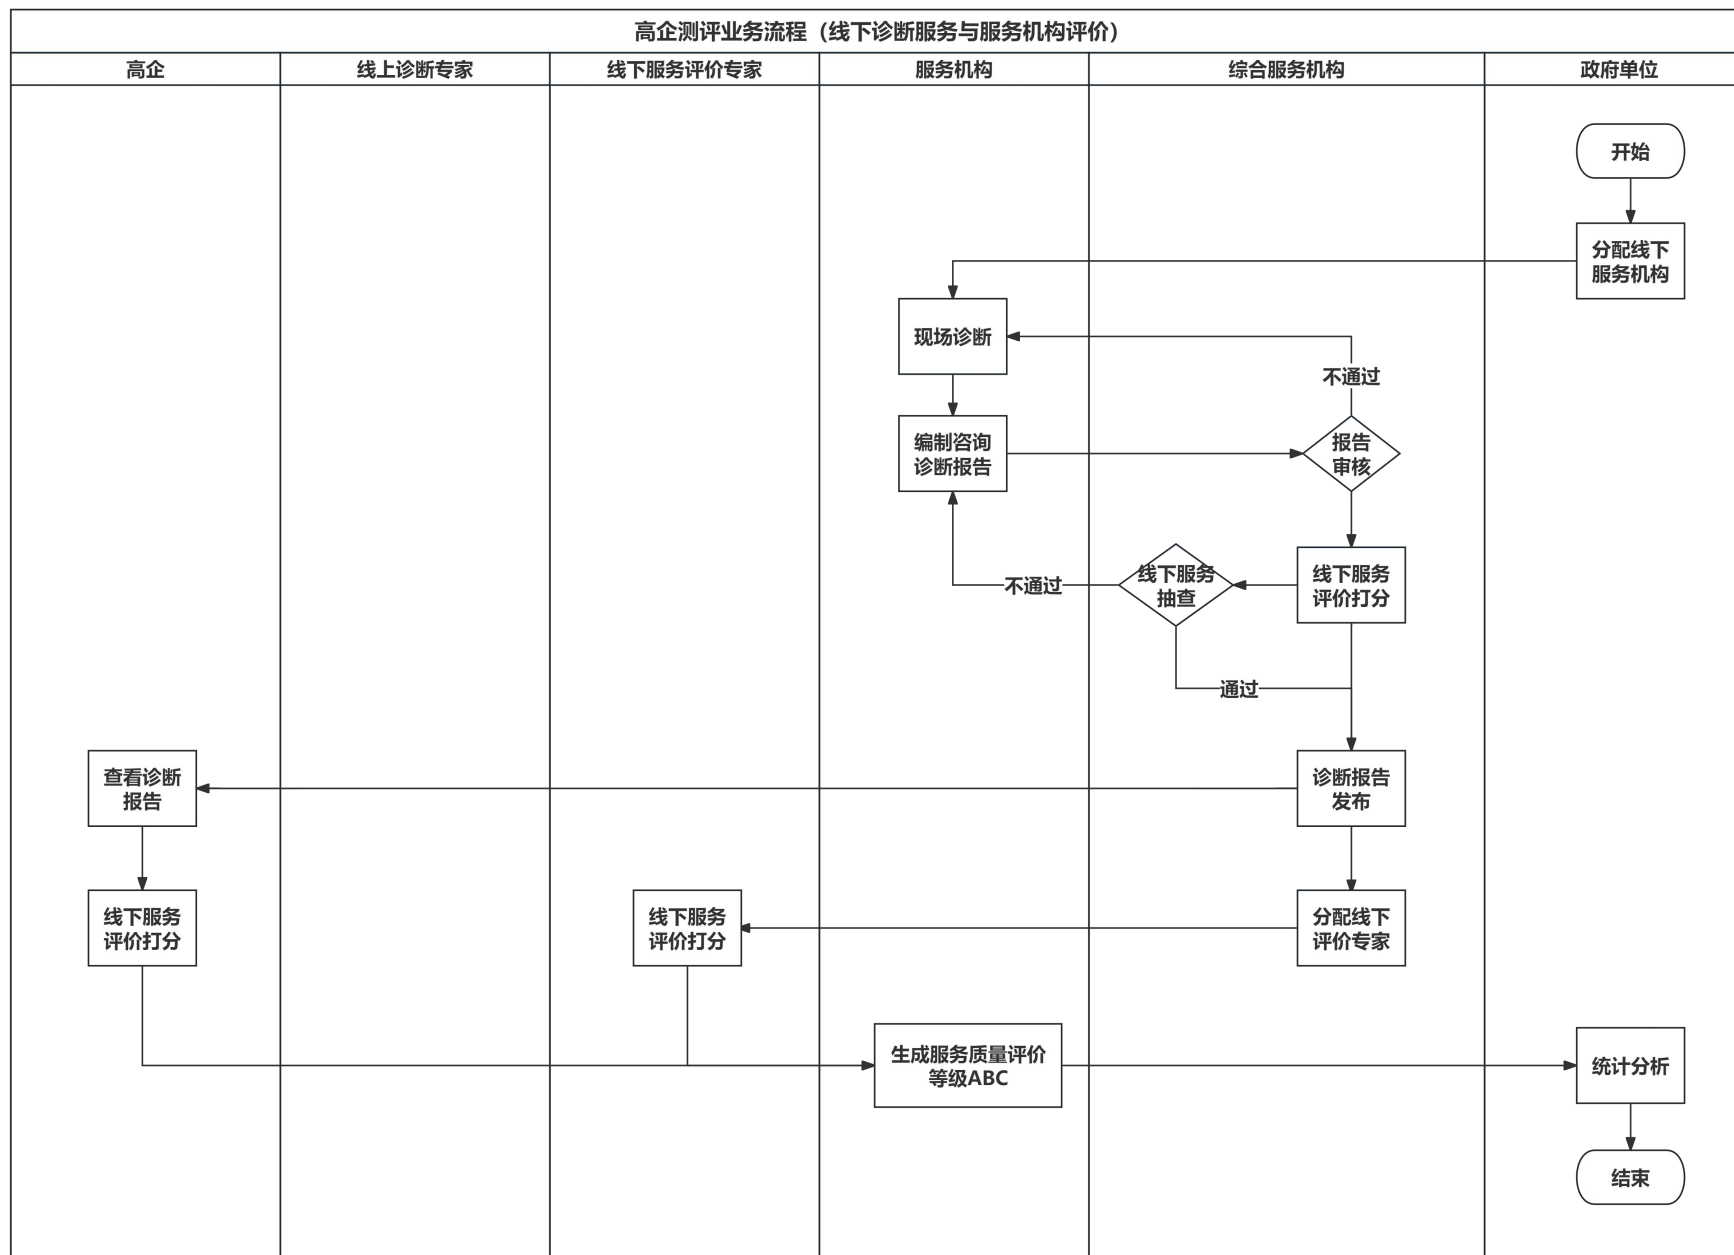 高企测评业务流程（线下诊断服务与服务机构评价）
高企
线上诊断专家
线下服务评价专家
服务机构
综合服务机构
政府单位
开始
分配线下
服务机构
现场诊断
不通过
编制咨询
诊断报告
报告
审核
线下服务
评价打分
线下服务
抽查
不通过
通过
诊断报告
发布
查看诊断
报告
线下服务
评价打分
线下服务
评价打分
分配线下
评价专家
生成服务质量评价
等级ABC
统计分析
结束